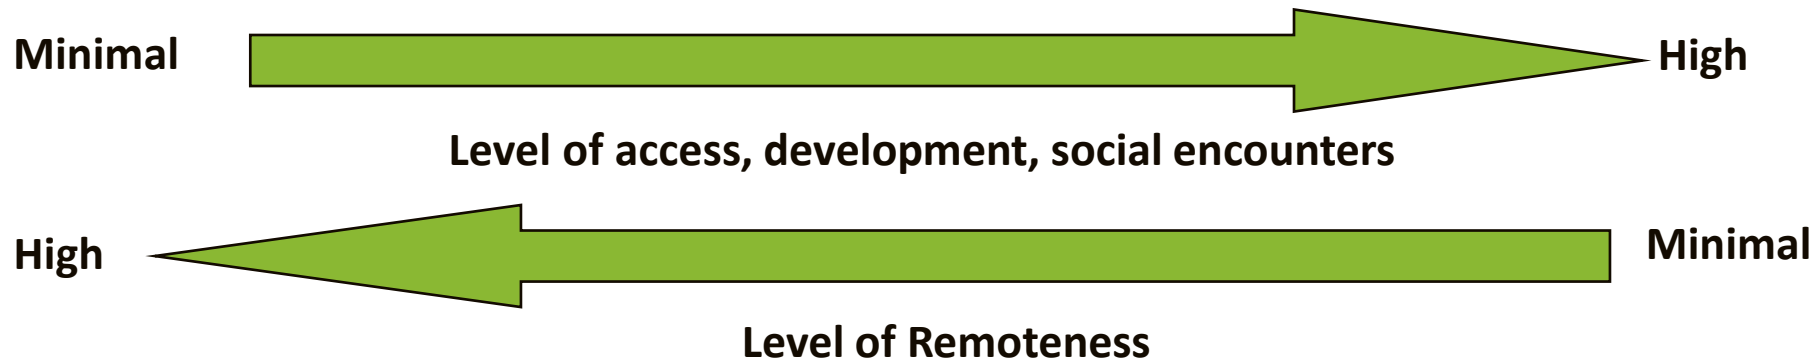 Minimal High
Level of access, development, social encounters
High Minimal
Level of Remoteness